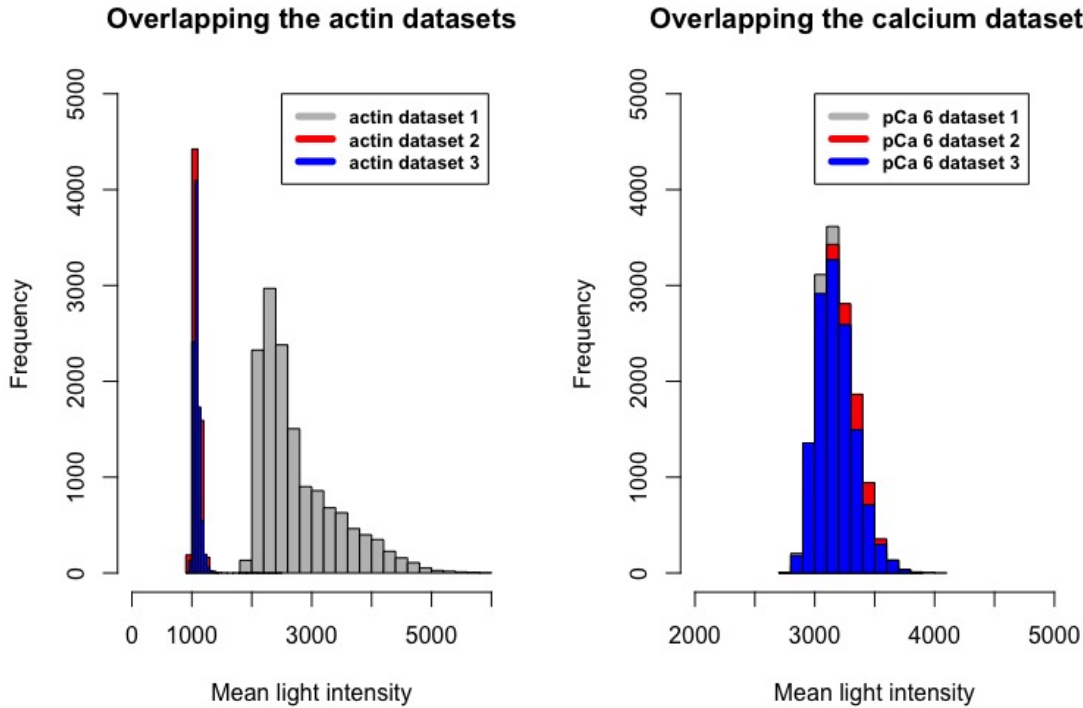 Overlapping the actin datasets
5000
4000
3000
2000
1000
0
Frequency
actin dataset 1
actin dataset 2
actin dataset 3
0 1000 3000 5000
Mean light intensity
Overlapping the calcium dataset
5000
4000
3000
2000
1000
0
Frequency
pCa 6 dataset 1
pCa 6 dataset 2
pCa 6 dataset 3
2000 3000 4000 5000
Mean light intensity